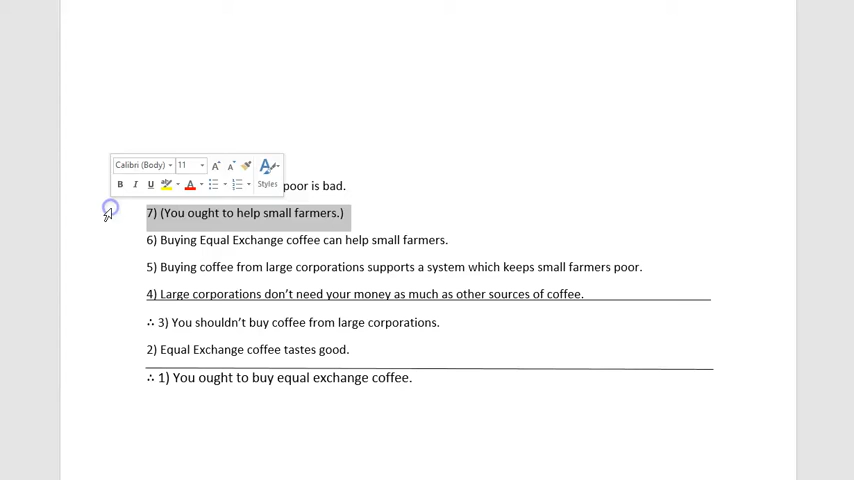 Calibri (Body) 11
B I U ab A Styles
poor is bad.
7) (You ought to help small farmers.)
6) Buying Equal Exchange coffee can help small farmers.
5) Buying coffee from large corporations supports a system which keeps small farmers poor.
4) Large corporations don't need your money as much as other sources of coffee.
∴ 3) You shouldn't buy coffee from large corporations.
2) Equal Exchange coffee tastes good.
∴ 1) You ought to buy equal exchange coffee.